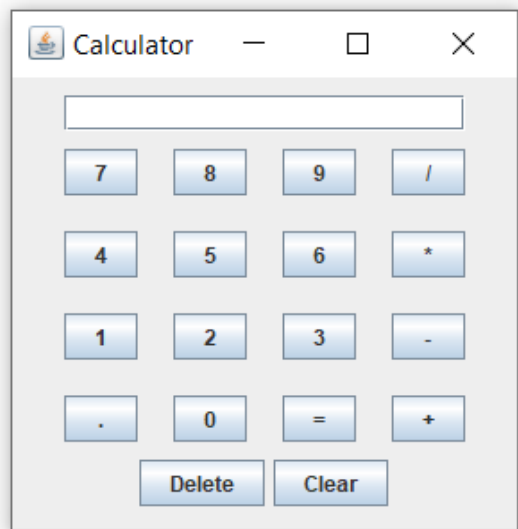 Calculator
7 8 9 /
4 5 6 *
1 2 3 -
. 0 = +
Delete Clear